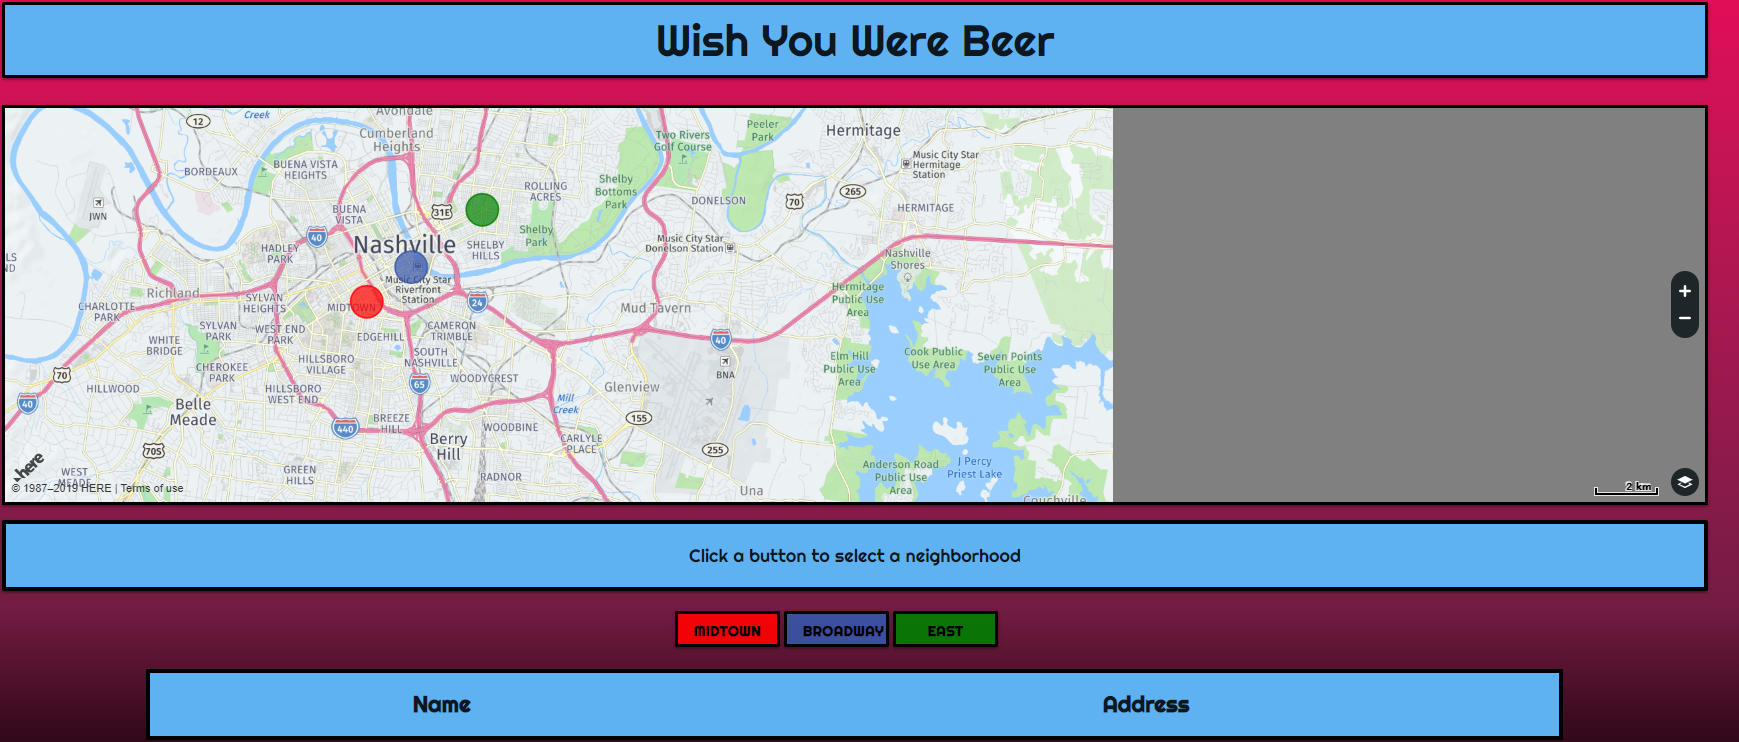 Wish You Were Beer
Avondale
Creek
12
Cumberland
Heights
Two Rivers
Golf Course
Peeler
Park
Hermitage
Music City Star
Hermitage
Station
BORDEAUX
BUENA VISTA
HEIGHTS
ROLLING
ACRES
Shelby
Bottoms
Park
DONELSON
70
265
HERMITAGE
JWN
BUENA
VISTA
31E
40
Nashville
HADLEY
PARK
SHELBY
HILLS
Shelby
Park
Music City Star
Donelson Station
Nashville
Shores
LLS
ND
Music City Star
Riverfront
Station
Richland
CHARLOTTE
PARK
SYLVAN
HEIGHTS
MIDTOWN
24
Mud Tavern
Hermitage
Public Use
Area
SYLVAN
PARK
WEST END
PARK
EDGEHILL
CAMERON
TRIMBLE
40
WHITE
BRIDGE
CHEROKEE
PARK
HILLSBORO
VILLAGE
SOUTH
NASHVILLE
BNA
Elm Hill
Public Use
Area
Cook Public
Use Area
Seven Points
Public Use
Area
70
HILLWOOD
HILLSBORO
WEST END
65
WOODYCREST
Glenview
40
Belle
Meade
Mill
Creek
155
440
BREEZE
HILL
WOODBINE
70S
Berry
Hill
CARLYLE
PLACE
255
here
WEST
MEADE
GREEN
HILLS
RADNOR
Una
Anderson Road
Public Use
Area
J Percy
Priest Lake
Couchville
© 1987–2019 HERE | Terms of use
2 km
Click a button to select a neighborhood
MIDTOWN BROADWAY EAST
Name Address